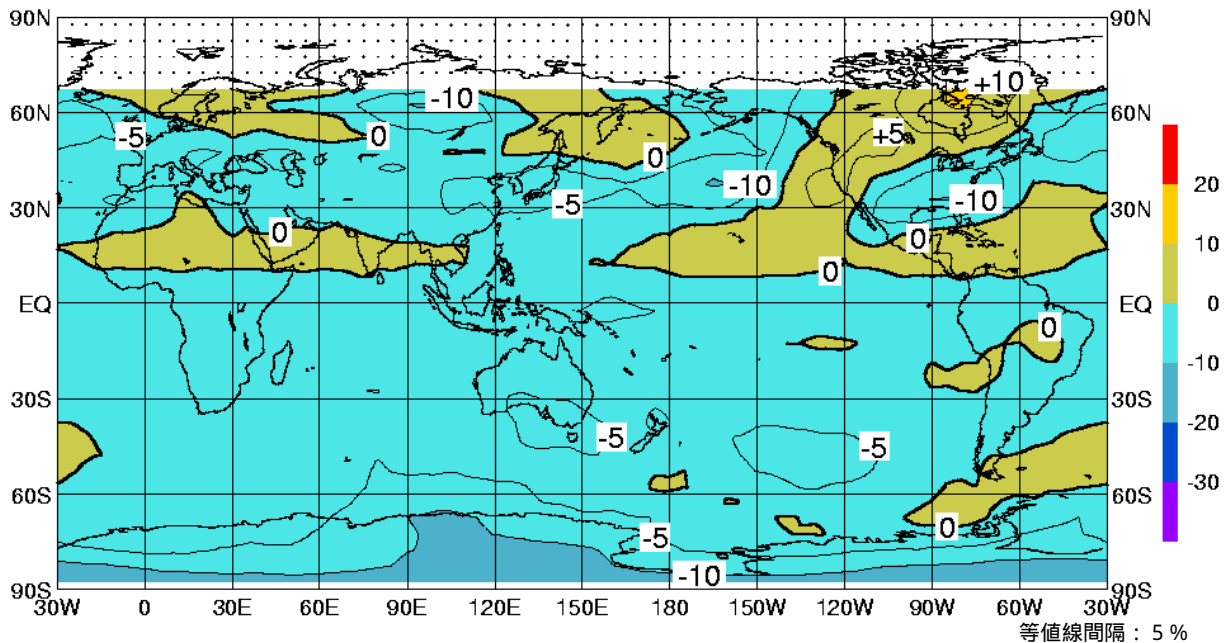 90N 90N
+10
-10
60N 60N
-5 0 +5
0
-10
-5 -10
30N 30N
0 0
0
EQ EQ
0
30S 30S
-5 -5
60S 60S
-5 0
-10
90S 90S
30W 0 30E 60E 90E 120E 150E 180 150W 120W 90W 60W 30W
20
10
0
-10
-20
-30
等値線間隔: 5 %